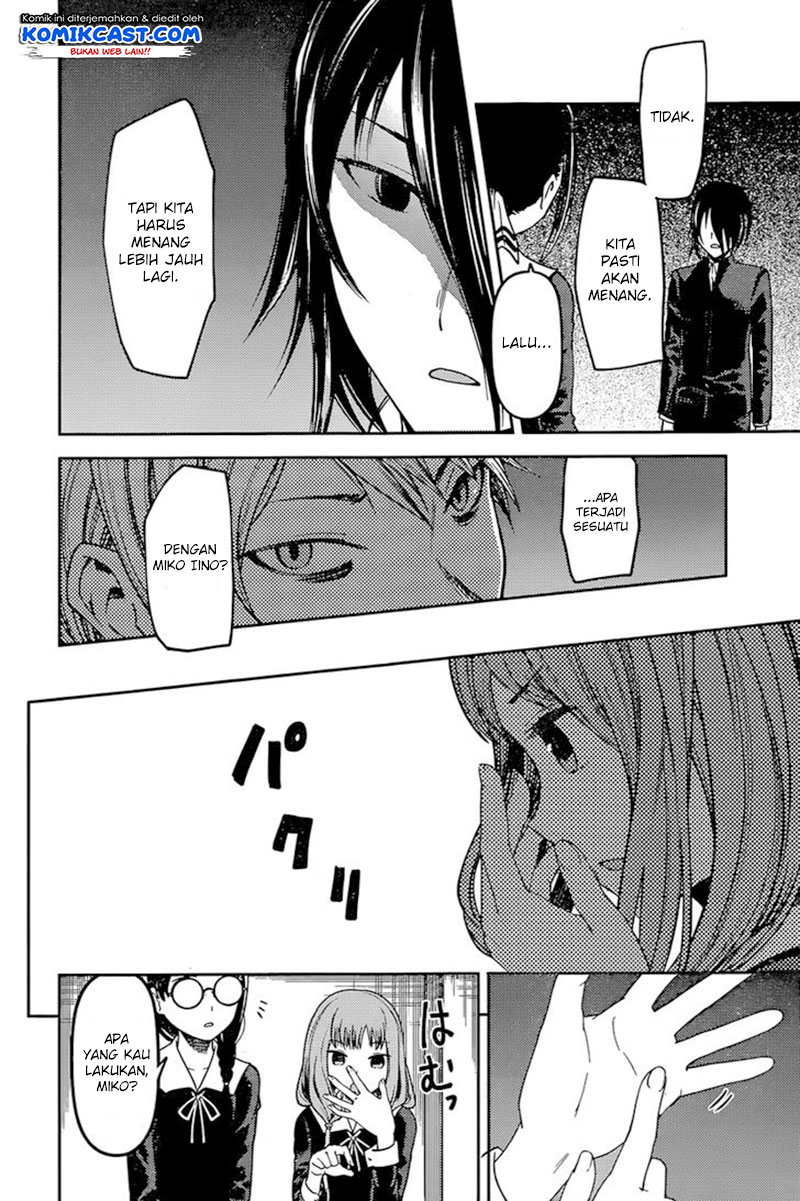 Komik ini diterjemahkan & diedit oleh
KOMIKCAST.COM
BUKAN WEB LAIN!!
TIDAK.
KITA
PASTI
AKAN
MENANG.
LALU...
TAPI KITA
HARUS
MENANG
LEBIH JAUH
LAGI.
...APA
TERJADI
SESUATU
DENGAN
MIKO IINO?
パクッ
はむっ
APA
YANG KAU
LAKUKAN,
MIKO?